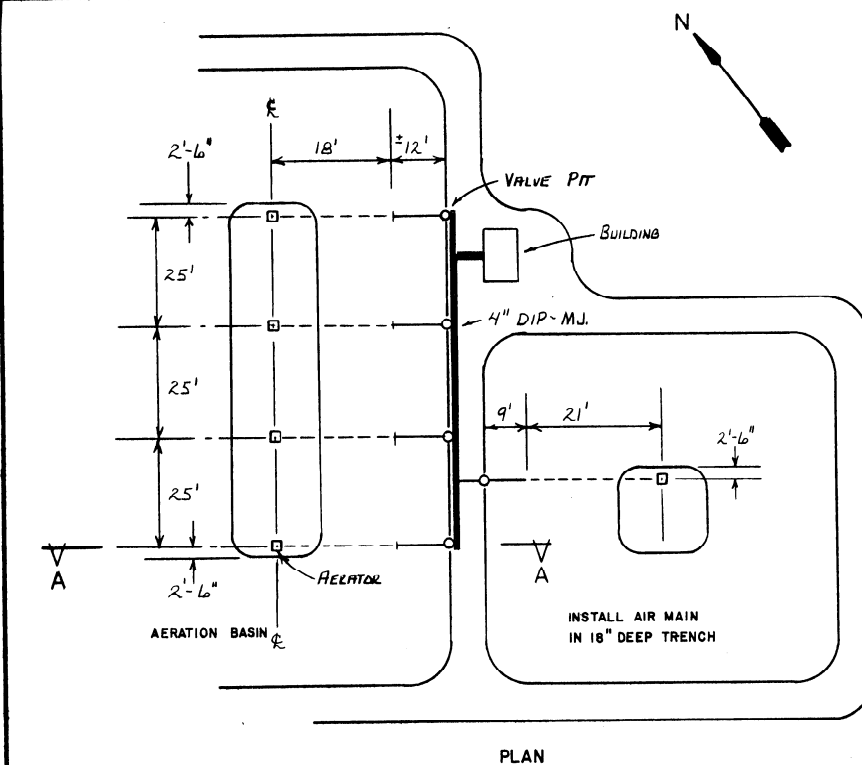 N
℄
2'-6"
18'
±12'
VALVE PIT
BUILDING
25'
4" DIP-MJ.
25'
9'
21'
2'-6"
25'
A
A
2'-6"
AERATOR
AERATION BASIN ℄
INSTALL AIR MAIN
IN 18" DEEP TRENCH
PLAN